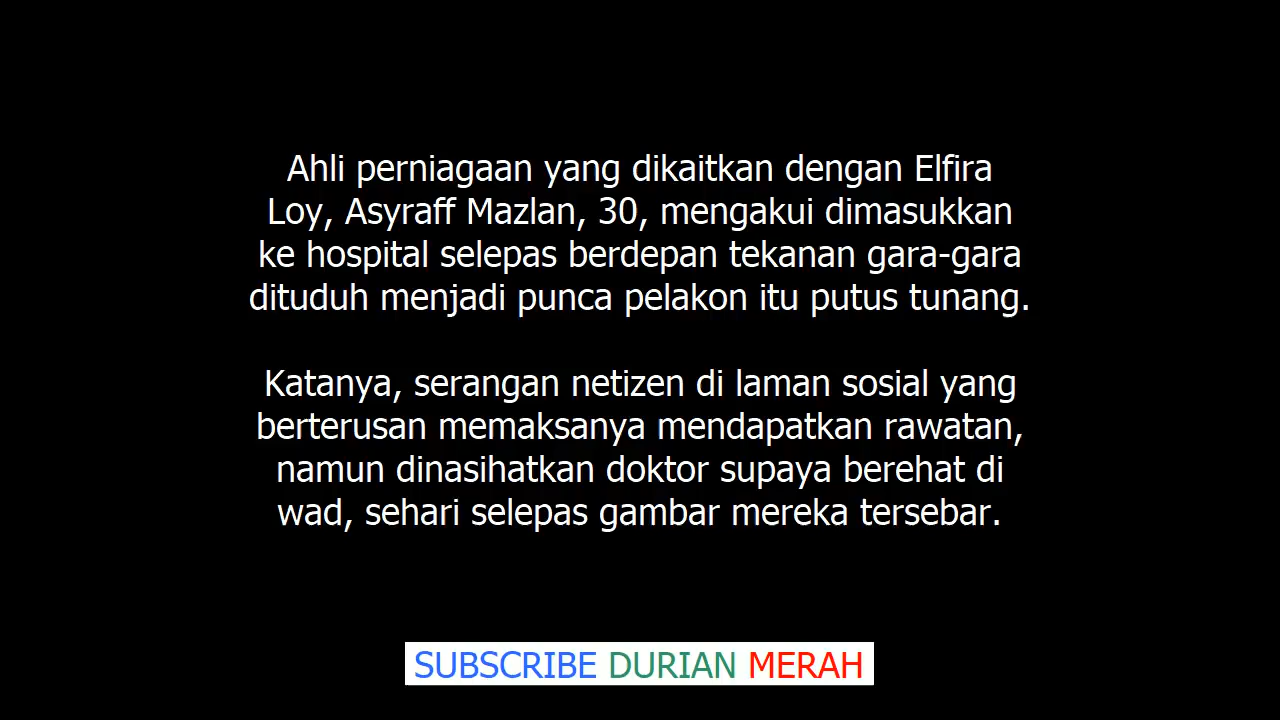 Ahli perniagaan yang dikaitkan dengan Elfira
Loy, Asyraff Mazlan, 30, mengakui dimasukkan
ke hospital selepas berdepan tekanan gara-gara
dituduh menjadi punca pelakon itu putus tunang.
Katanya, serangan netizen di laman sosial yang
berterusan memaksanya mendapatkan rawatan,
namun dinasihatkan doktor supaya berehat di
wad, sehari selepas gambar mereka tersebar.
SUBSCRIBE DURIAN MERAH